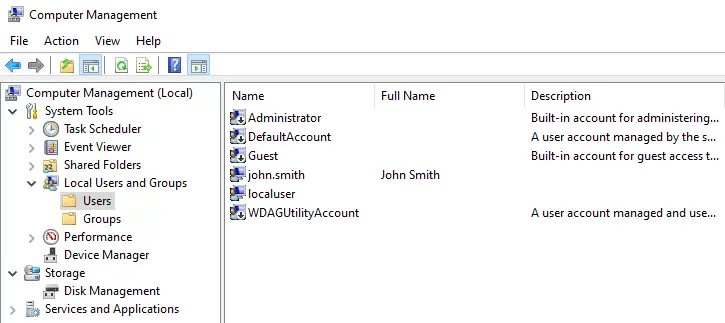 Computer Management
File Action View Help
Computer Management (Local)
System Tools
Task Scheduler
Event Viewer
Shared Folders
Local Users and Groups
Users
Groups
Performance
Device Manager
Storage
Disk Management
Services and Applications
Name Full Name Description
Administrator Built-in account for administering...
DefaultAccount A user account managed by the s...
Guest Built-in account for guest access t...
john.smith John Smith
localuser
WDAGUtilityAccount A user account managed and use...